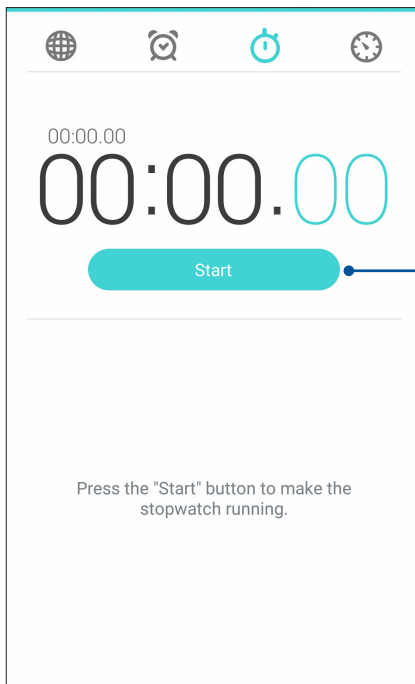 00:00.00
00:00.00
Start
Press the "Start" button to make the
stopwatch running.